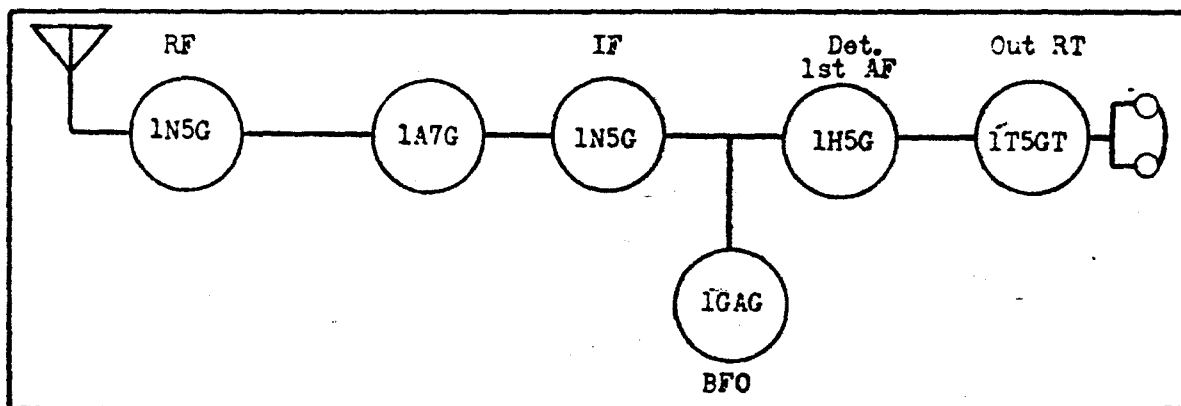 RF
IF
Det.
1st AF
Out RT
1N5G
1A7G
1N5G
1H5G
1T5GT
1GAG
BFO